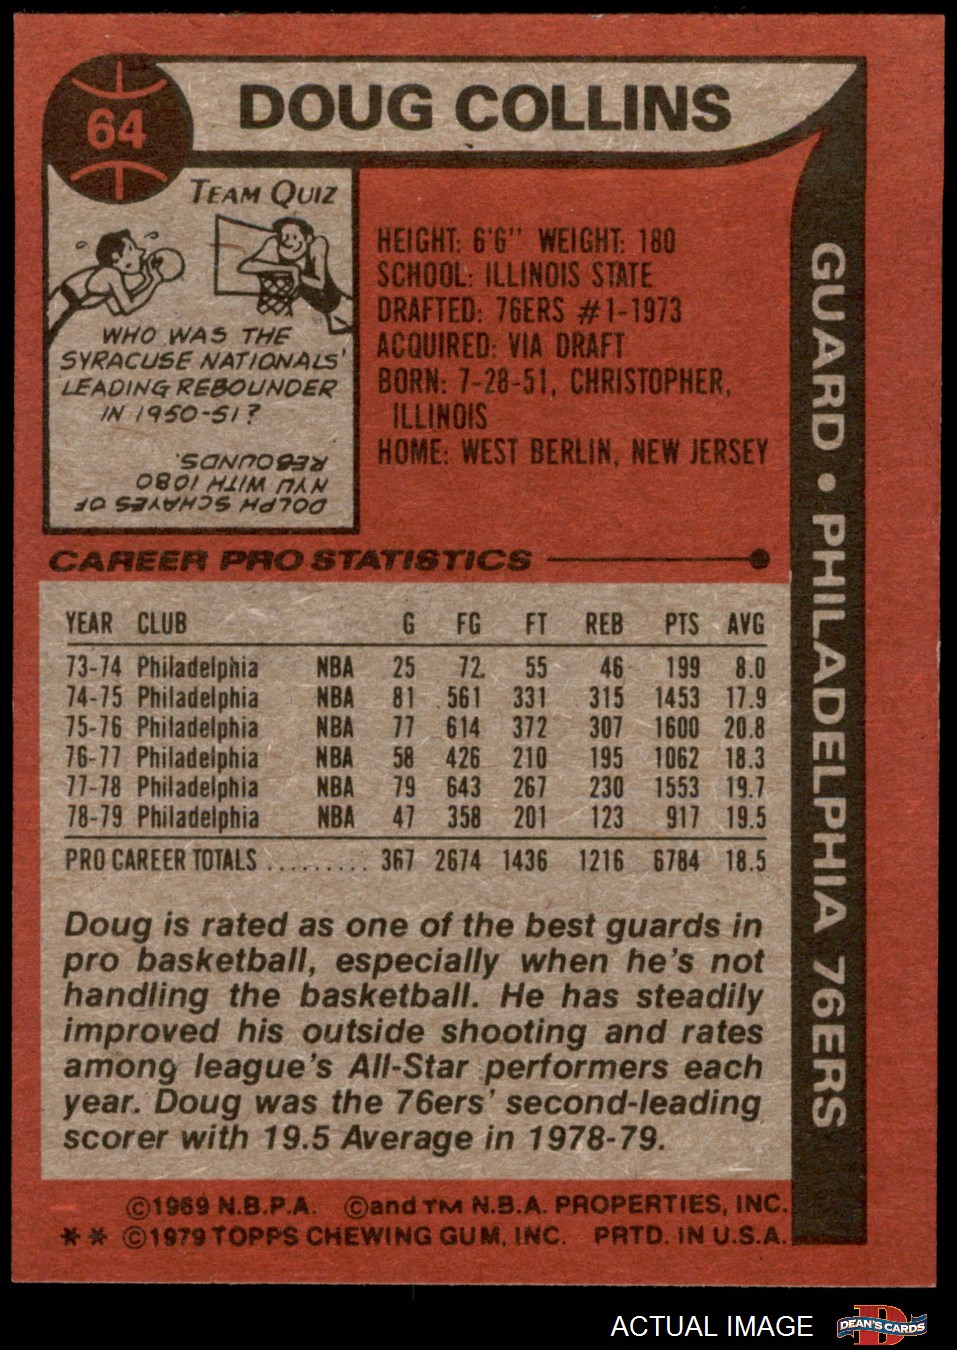 64
DOUG COLLINS
TEAM QUIZ
WHO WAS THE
SYRACUSE NATIONALS'
LEADING REBOUNDER
IN 1950-51?
DOLPH SCHAYES OF
NYU WITH 1080
REBOUNDS.
HEIGHT: 6'6" WEIGHT: 180
SCHOOL: ILLINOIS STATE
DRAFTED: 76ERS #1-1973
ACQUIRED: VIA DRAFT
BORN: 7-28-51, CHRISTOPHER,
ILLINOIS
HOME: WEST BERLIN, NEW JERSEY
GUARD • PHILADELPHIA 76ERS
CAREER PRO STATISTICS
YEAR CLUB G FG FT REB PTS AVG
73-74 Philadelphia NBA 25 72 55 46 199 8.0
74-75 Philadelphia NBA 81 561 331 315 1453 17.9
75-76 Philadelphia NBA 77 614 372 307 1600 20.8
76-77 Philadelphia NBA 58 426 210 195 1062 18.3
77-78 Philadelphia NBA 79 643 267 230 1553 19.7
78-79 Philadelphia NBA 47 358 201 123 917 19.5
PRO CAREER TOTALS ......... 367 2674 1436 1216 6784 18.5
Doug is rated as one of the best guards in
pro basketball, especially when he's not
handling the basketball. He has steadily
improved his outside shooting and rates
among league's All-Star performers each
year. Doug was the 76ers' second-leading
scorer with 19.5 Average in 1978-79.
©1969 N.B.P.A. ©and TM N.B.A. PROPERTIES, INC.
** ©1979 TOPPS CHEWING GUM, INC. PRTD. IN U.S.A.
ACTUAL IMAGE
DEAN'S CARDS